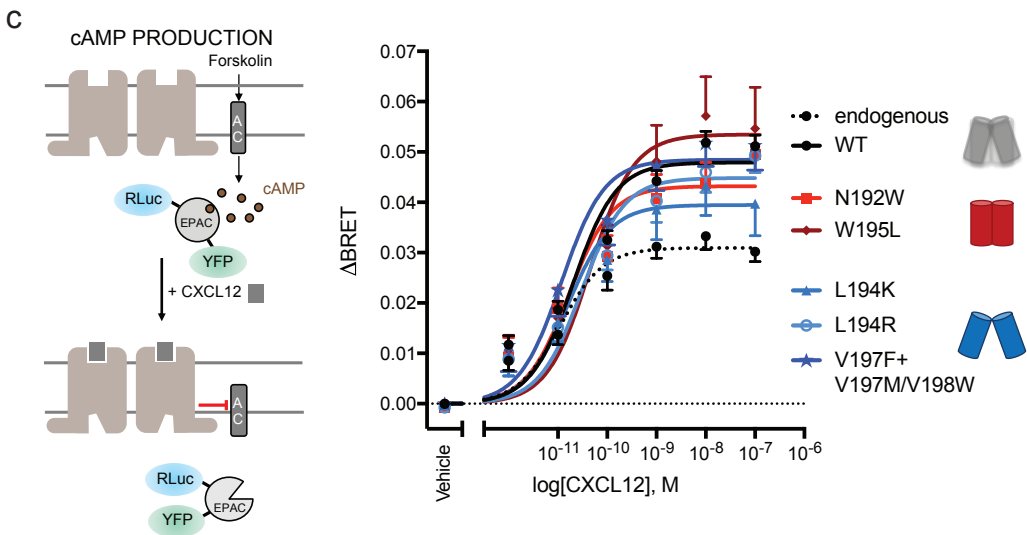 C
cAMP PRODUCTION
Forskolin
AC
cAMP
RLuc
EPAC
YFP
+ CXCL12
AC
RLuc
EPAC
YFP
ΔBRET
0.07
0.06
0.05
0.04
0.03
0.02
0.01
0.00
Vehicle
10⁻¹¹ 10⁻¹⁰ 10⁻⁹ 10⁻⁸ 10⁻⁷ 10⁻⁶
log[CXCL12], M
endogenous
WT
N192W
W195L
L194K
L194R
V197F+
V197M/V198W